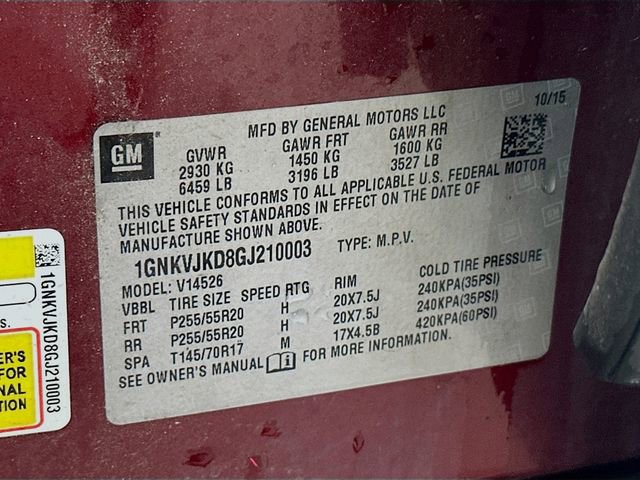 GM
MFD BY GENERAL MOTORS LLC
10/15
GVWR GAWR FRT GAWR RR
2930 KG 1450 KG 1600 KG
6459 LB 3196 LB 3527 LB
THIS VEHICLE CONFORMS TO ALL APPLICABLE U.S. FEDERAL MOTOR
VEHICLE SAFETY STANDARDS IN EFFECT ON THE DATE OF
MANUFACTURE SHOWN ABOVE.
1GNKVJKD8GJ210003 TYPE: M.P.V.
MODEL: V14526
VBBL TIRE SIZE SPEED RTG RIM COLD TIRE PRESSURE
FRT P255/55R20 H 20X7.5J 240KPA(35PSI)
RR P255/55R20 H 20X7.5J 240KPA(35PSI)
SPA T145/70R17 M 17X4.5B 420KPA(60PSI)
SEE OWNER'S MANUAL FOR MORE INFORMATION.
1GNKVJKD8GJ210003
S.
ER'S
FOR
NAL
TION